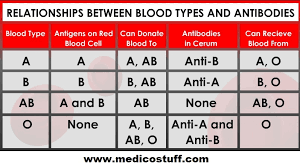 RELATIONSHIPS BETWEEN BLOOD TYPES AND ANTIBODIES
Blood Type Antigens on Red Blood Cell Can Donate Blood To Antibodies in Cerum Can Recieve Blood From
A A A, AB Anti-B A, O
B B B, AB Anti-A B, O
AB A and B AB None AB, O
O None A, B, AB, O Anti-A and Anti-B O
www.medicostuff.com